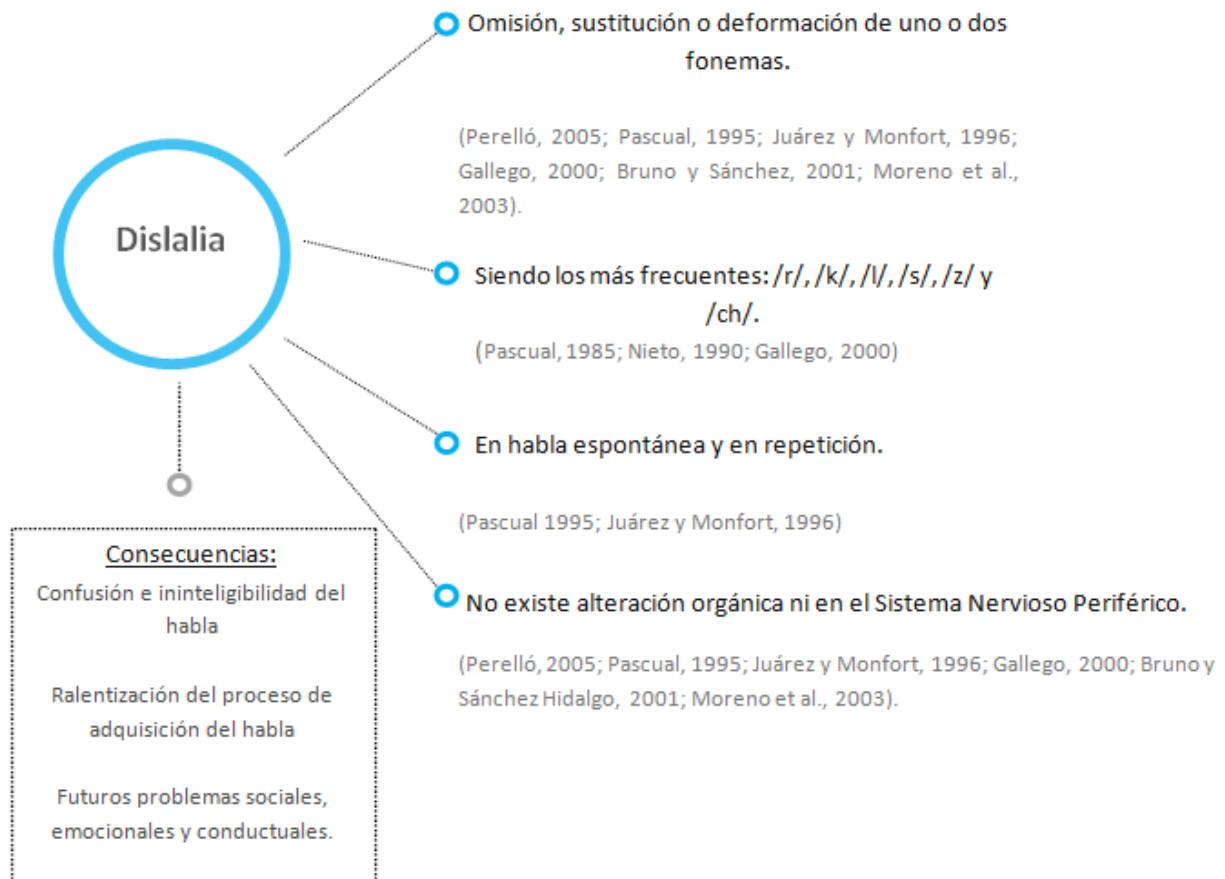 Omisión, sustitución o deformación de uno o dos
fonemas.
(Perelló, 2005; Pascual, 1995; Juárez y Monfort, 1996;
Gallego, 2000; Bruno y Sánchez, 2001; Moreno et al.,
2003).
Dislalia
Siendo los más frecuentes: /r/, /k/, /l/, /s/, /z/ y
/ch/.
(Pascual, 1985; Nieto, 1990; Gallego, 2000)
En habla espontánea y en repetición.
(Pascual 1995; Juárez y Monfort, 1996)
No existe alteración orgánica ni en el Sistema Nervioso Periférico.
(Perelló, 2005; Pascual, 1995; Juárez y Monfort, 1996; Gallego, 2000; Bruno y
Sánchez Hidalgo, 2001; Moreno et al., 2003).
Consecuencias:
Confusión e ininteligibilidad del
habla
Ralentización del proceso de
adquisición del habla
Futuros problemas sociales,
emocionales y conductuales.